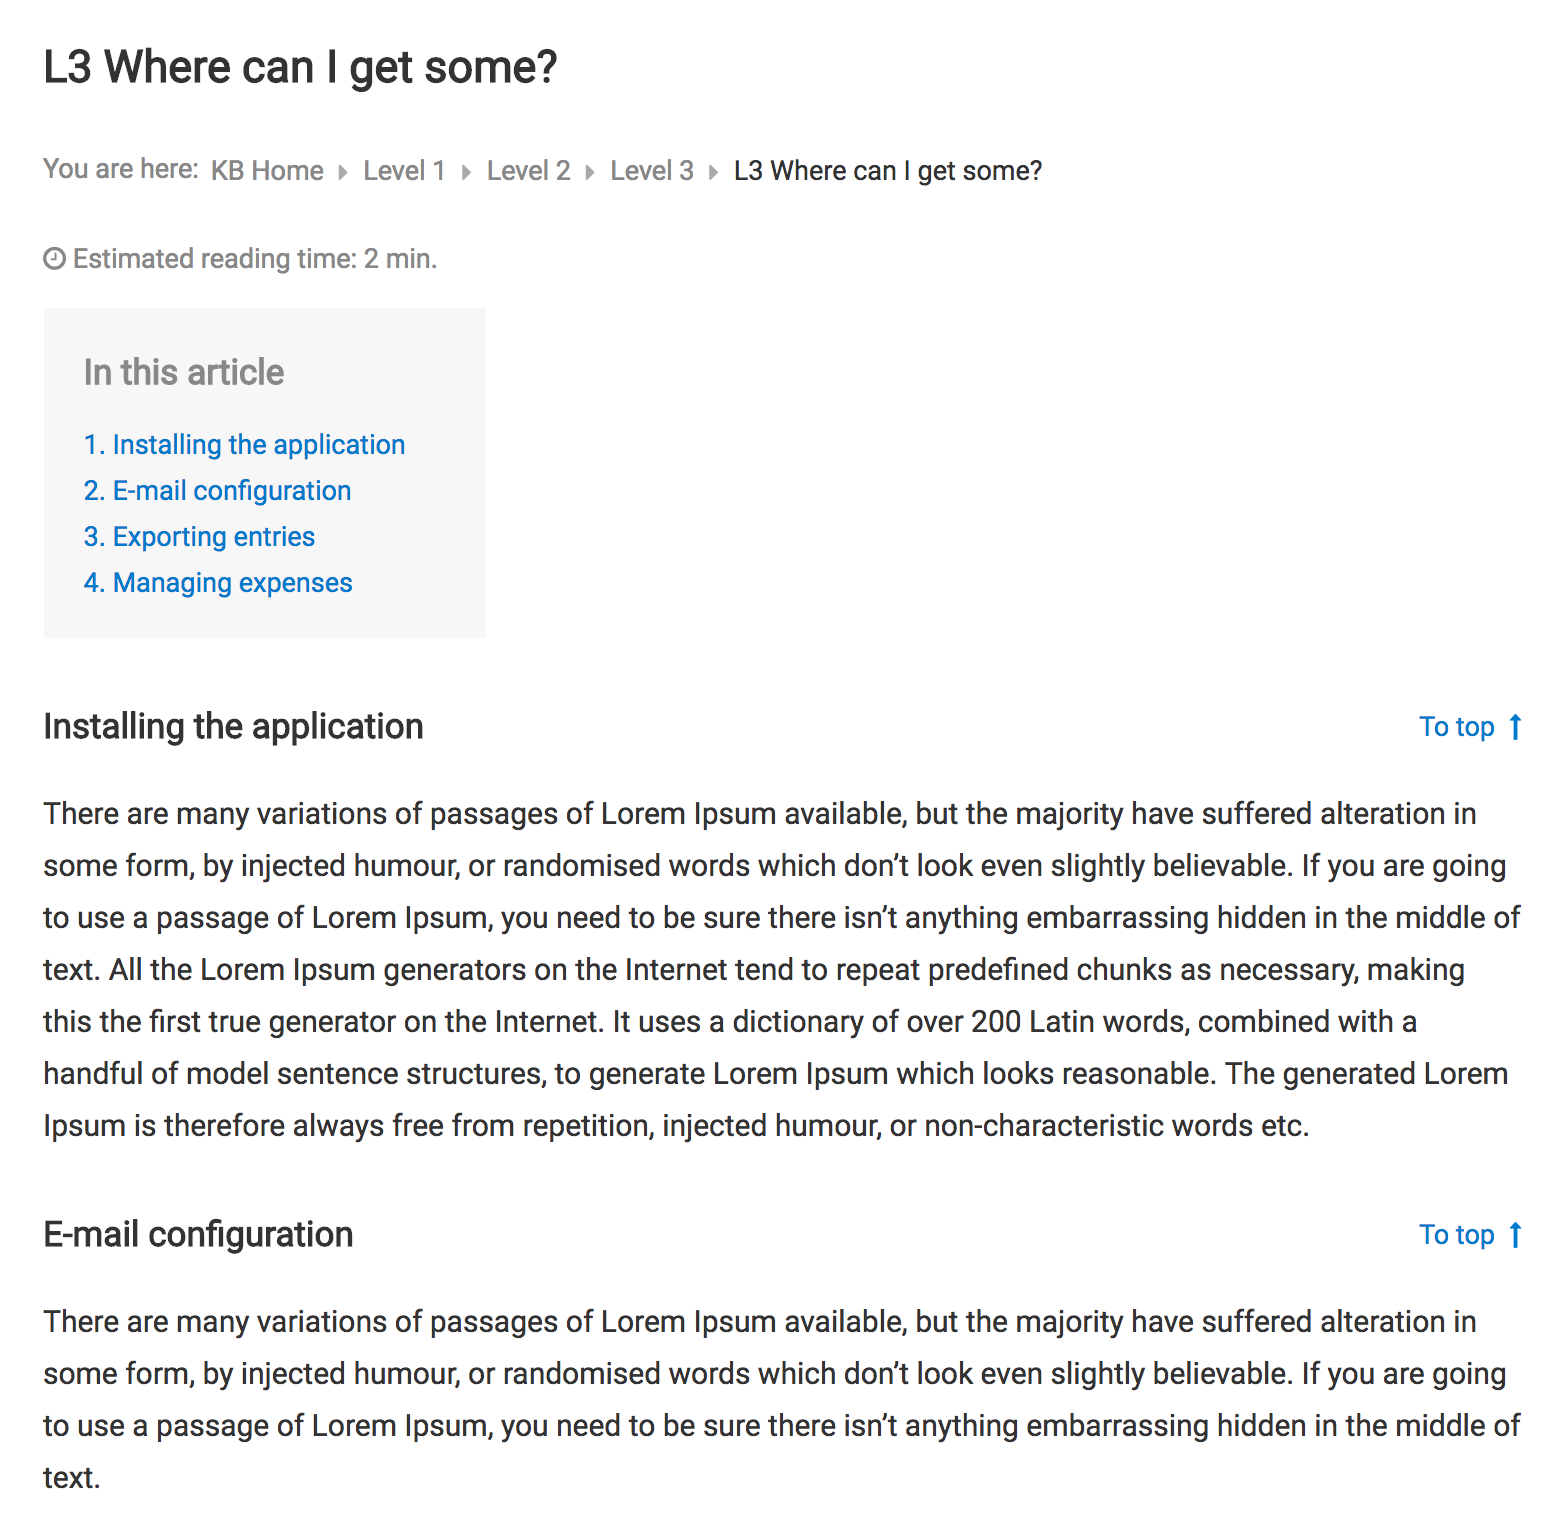 L3 Where can I get some?
You are here: KB Home Level 1 Level 2 Level 3 L3 Where can I get some?
Estimated reading time: 2 min.
In this article
1. Installing the application
2. E-mail configuration
3. Exporting entries
4. Managing expenses
Installing the application To top
There are many variations of passages of Lorem Ipsum available, but the majority have suffered alteration in
some form, by injected humour, or randomised words which don’t look even slightly believable. If you are going
to use a passage of Lorem Ipsum, you need to be sure there isn’t anything embarrassing hidden in the middle of
text. All the Lorem Ipsum generators on the Internet tend to repeat predefined chunks as necessary, making
this the first true generator on the Internet. It uses a dictionary of over 200 Latin words, combined with a
handful of model sentence structures, to generate Lorem Ipsum which looks reasonable. The generated Lorem
Ipsum is therefore always free from repetition, injected humour, or non-characteristic words etc.
E-mail configuration To top
There are many variations of passages of Lorem Ipsum available, but the majority have suffered alteration in
some form, by injected humour, or randomised words which don’t look even slightly believable. If you are going
to use a passage of Lorem Ipsum, you need to be sure there isn’t anything embarrassing hidden in the middle of
text.